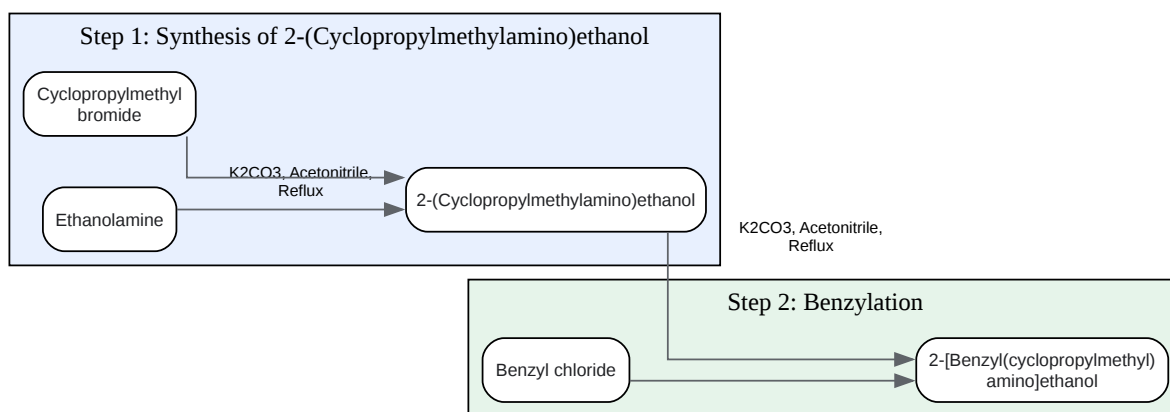 Step 1: Synthesis of 2-(Cyclopropylmethylamino)ethanol
Cyclopropylmethyl
bromide
K2CO3, Acetonitrile,
Reflux
Ethanolamine
2-(Cyclopropylmethylamino)ethanol
K2CO3, Acetonitrile,
Reflux
Step 2: Benzylation
Benzyl chloride
2-[Benzyl(cyclopropylmethyl)
amino]ethanol